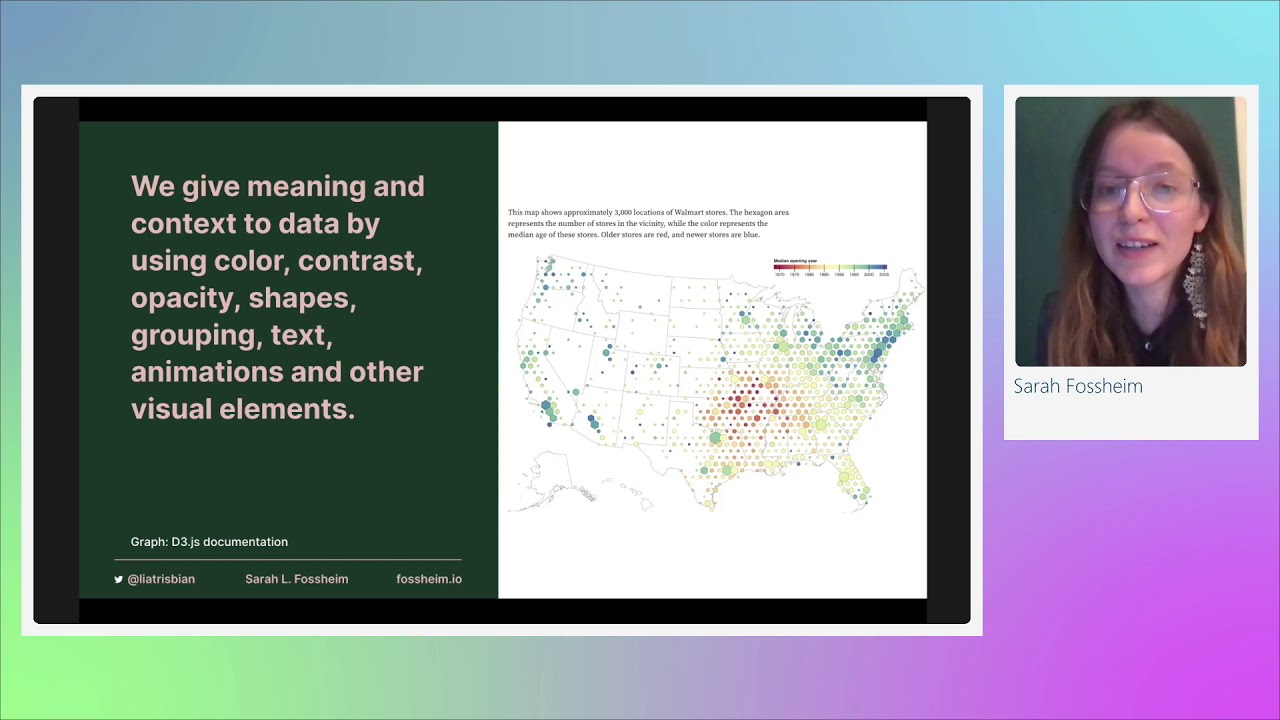 We give meaning and
context to data by
using color, contrast,
opacity, shapes,
grouping, text,
animations and other
visual elements.
Graph: D3.js documentation
@liatrisbian
Sarah L. Fossheim
fossheim.io
This map shows approximately 3,000 locations of Walmart stores. The hexagon area
represents the number of stores in the vicinity, while the color represents the
median age of these stores. Older stores are red, and newer stores are blue.
Median opening year
1970 1975 1980 1985 1990 1995 2000 2005
Sarah Fossheim